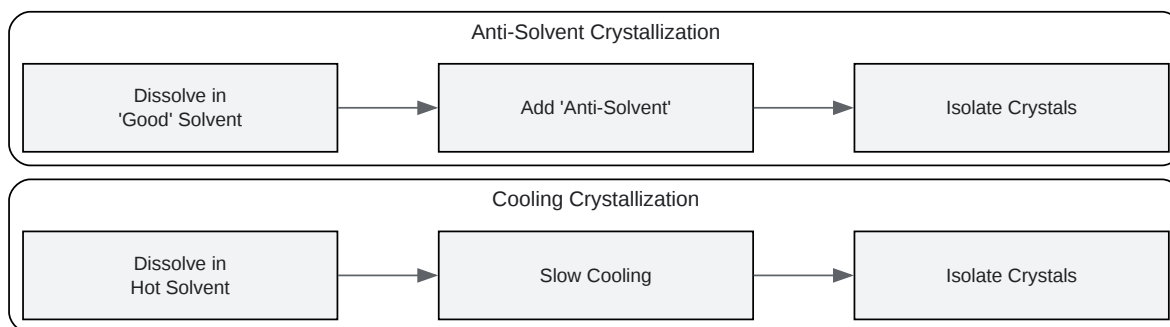 Anti-Solvent Crystallization
Dissolve in
'Good' Solvent
Add 'Anti-Solvent'
Isolate Crystals
Cooling Crystallization
Dissolve in
Hot Solvent
Slow Cooling
Isolate Crystals